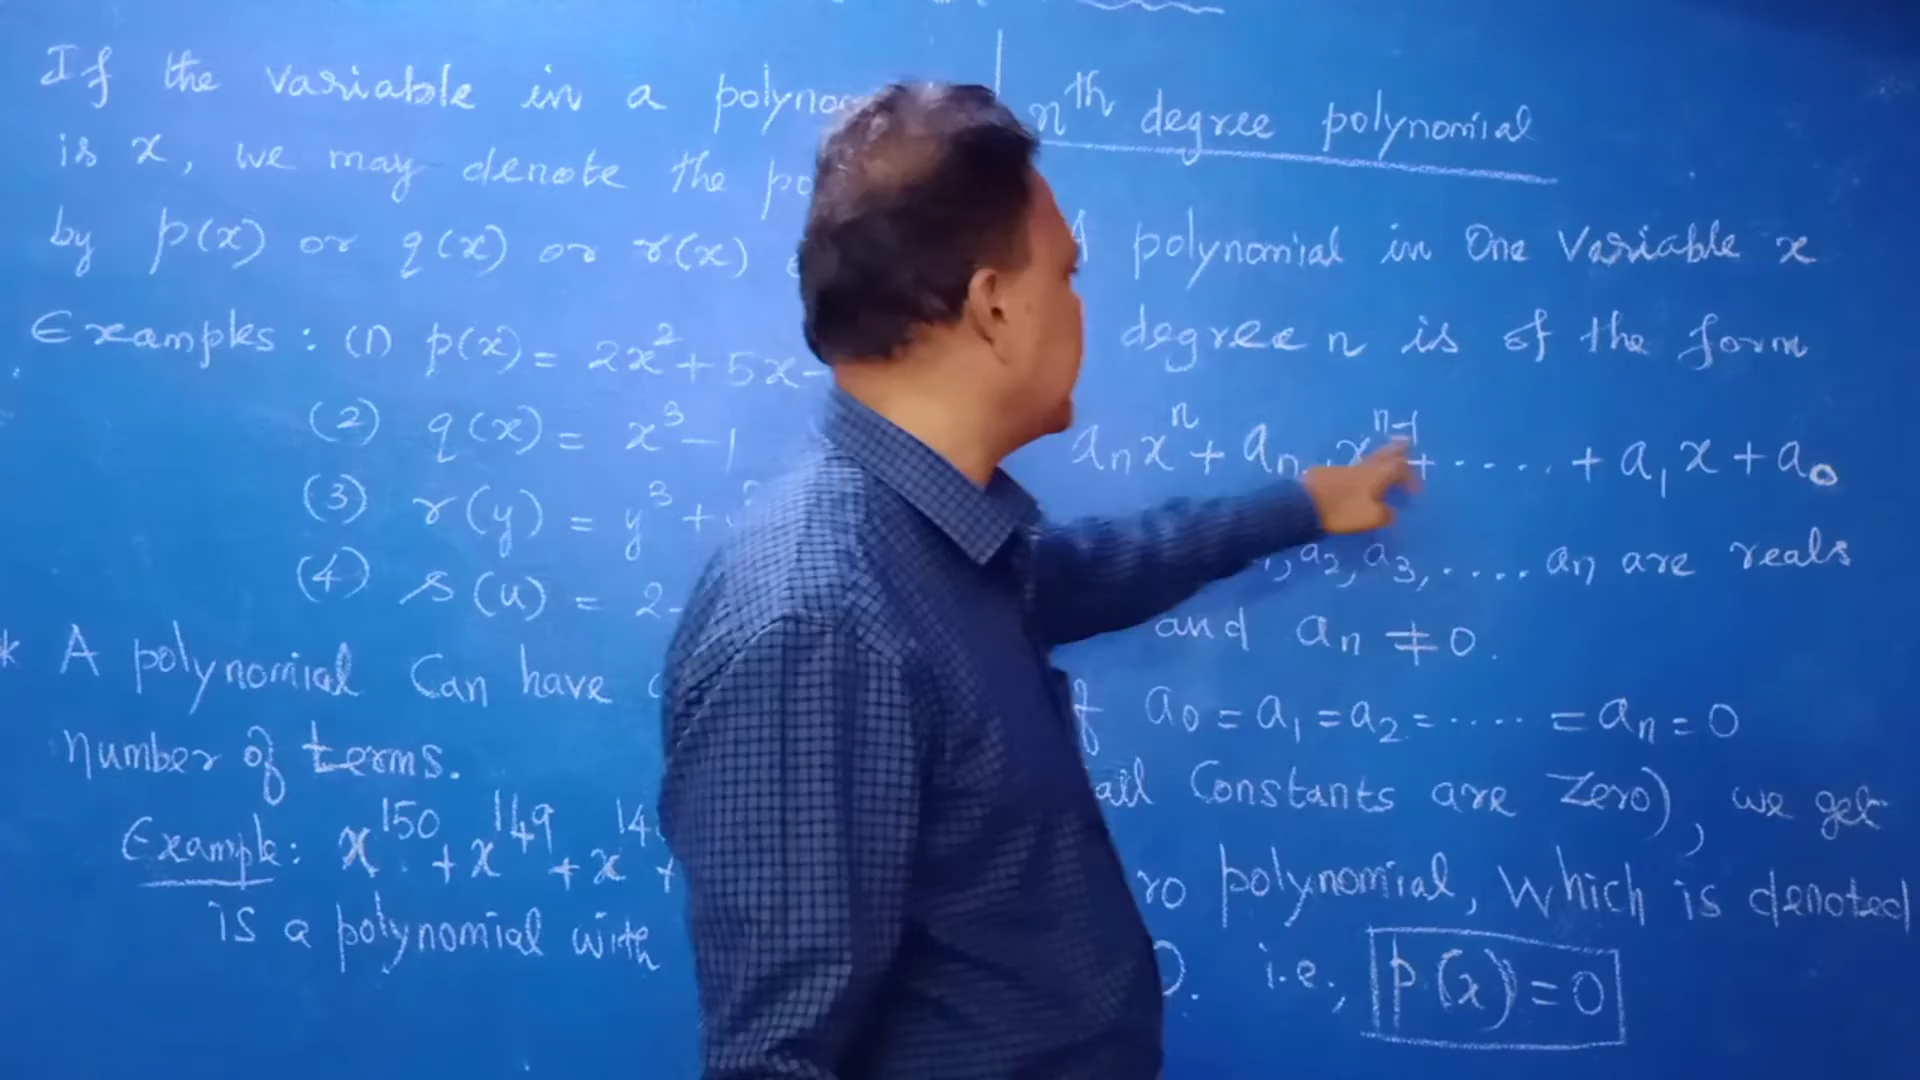 If the variable in a
is x, we may denote the
by p(x) or q(x) or r(x)
Examples : (1) p(x) = 2x² + 5x -
(2) q(x) = x³ - 1
(3) r(y) = y³ +
(4) s(u) = 2 -
* A polynomial Can have
number of terms.
Example: x¹⁵⁰ + x¹⁴⁹ + x
is a polynomial with
nth degree polynomial
A polynomial in One Variable x
degree n is of the form
aₙxⁿ + aₙ₋ xⁿ⁻¹ + ..... + a₁x + a₀
a₂, a₃, .... aₙ are reals
and aₙ ≠ 0.
If a₀ = a₁ = a₂ = ..... = aₙ = 0
(all Constants are Zero), we get
polynomial, Which is denoted
0. i.e., p(x) = 0